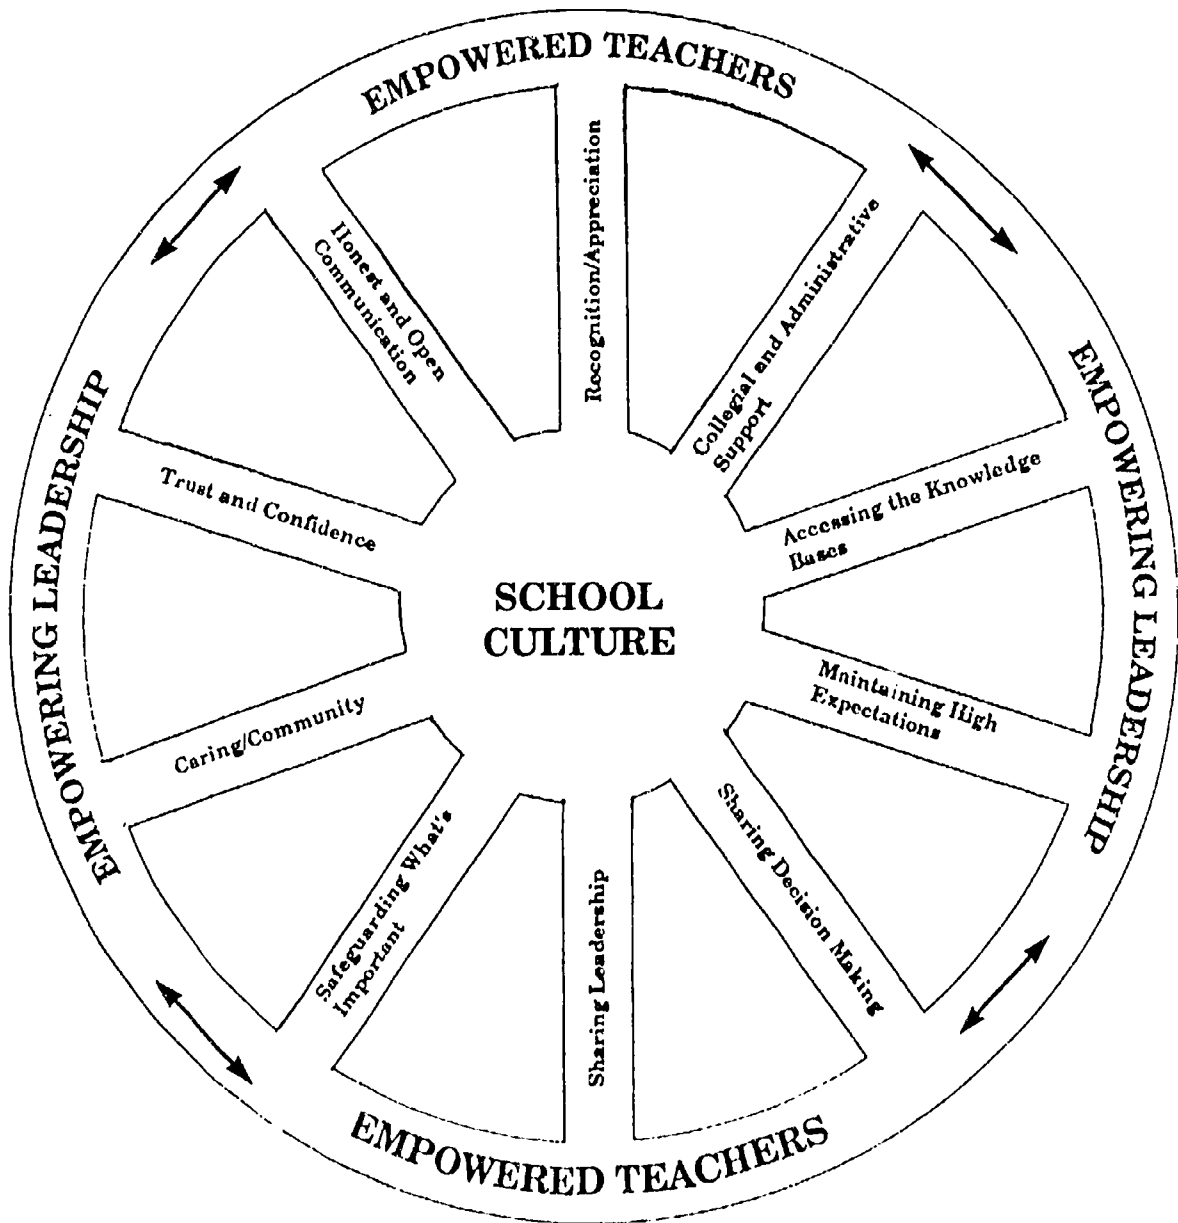 EMPOWERED TEACHERS
Recognition/Appreciation
Collegial and Administrative
Support
EMPOWERING LEADERSHIP
Accessing the Knowledge
Bases
Maintaining High
Expectations
Sharing Decision Making
Sharing Leadership
EMPOWERED TEACHERS
Safeguarding What's
Important
Caring/Community
EMPOWERING LEADERSHIP
Trust and Confidence
Honest and Open
Communication
SCHOOL
CULTURE